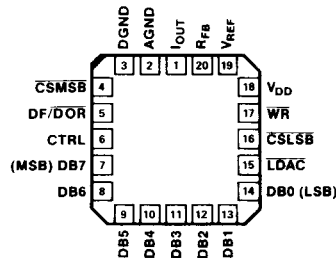 DGND AGND IOUT RFB VREF
3 2 1 20 19
CSMSB 4 18 VDD
DF/DOR 5 17 WR
CTRL 6 16 CSLSB
(MSB) DB7 7 15 LDAC
DB6 8 14 DB0 (LSB)
9 10 11 12 13
DB5 DB4 DB3 DB2 DB1